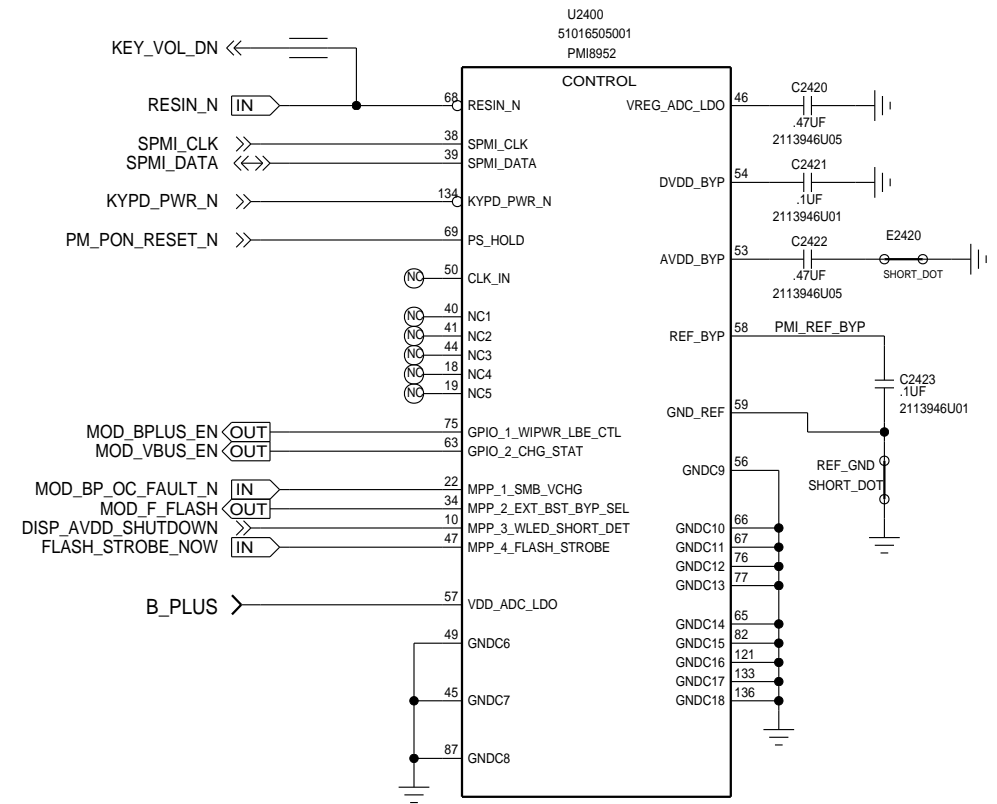 U2400
51016505001
PMI8952
CONTROL
KEY_VOL_DN
RESIN_N IN 68 RESIN_N
SPMI_CLK 38 SPMI_CLK
SPMI_DATA 39 SPMI_DATA
KYPD_PWR_N 134 KYPD_PWR_N
PM_PON_RESET_N 69 PS_HOLD
NC 50 CLK_IN
NC 40 NC1
NC 41 NC2
NC 44 NC3
NC 18 NC4
NC 19 NC5
MOD_BPLUS_EN OUT 75 GPIO_1_WIPWR_LBE_CTL
MOD_VBUS_EN OUT 63 GPIO_2_CHG_STAT
MOD_BP_OC_FAULT_N IN 22 MPP_1_SMB_VCHG
MOD_F_FLASH OUT 34 MPP_2_EXT_BST_BYP_SEL
DISP_AVDD_SHUTDOWN 10 MPP_3_WLED_SHORT_DET
FLASH_STROBE_NOW IN 47 MPP_4_FLASH_STROBE
B_PLUS 57 VDD_ADC_LDO
49 GNDC6
45 GNDC7
87 GNDC8
VREG_ADC_LDO 46 C2420
.47UF
2113946U05
DVDD_BYP 54 C2421
.1UF
2113946U01
AVDD_BYP 53 C2422
.47UF
2113946U05
E2420
SHORT_DOT
REF_BYP 58 PMI_REF_BYP
C2423
.1UF
2113946U01
GND_REF 59
REF_GND
SHORT_DOT
GNDC9 56
GNDC10 66
GNDC11 67
GNDC12 76
GNDC13 77
GNDC14 65
GNDC15 82
GNDC16 121
GNDC17 133
GNDC18 136